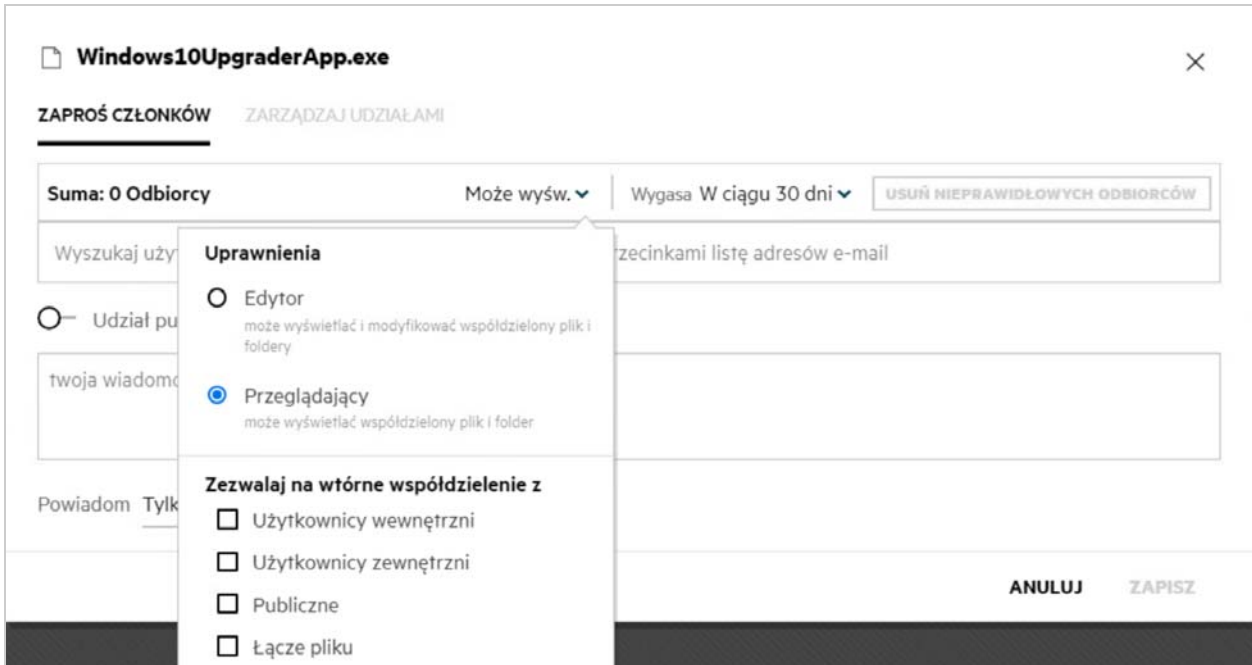 Windows10UpgraderApp.exe
ZAPROŚ CZŁONKÓW ZARZĄDZAJ UDZIAŁAMI
Suma: 0 Odbiorcy Może wyśw. Wygasa W ciągu 30 dni USUŃ NIEPRAWIDŁOWYCH ODBIORCÓW
Wyszukaj uży rzecinkami listę adresów e-mail
Uprawnienia
Edytor
może wyświetlać i modyfikować współdzielony plik i
foldery
Udział pu
twoja wiadomo
Przeglądający
może wyświetlać współdzielony plik i folder
Zezwalaj na wtórne współdzielenie z
Powiadom Tylk
Użytkownicy wewnętrzni
Użytkownicy zewnętrzni
Publiczne
Łącze pliku
ANULUJ ZAPISZ